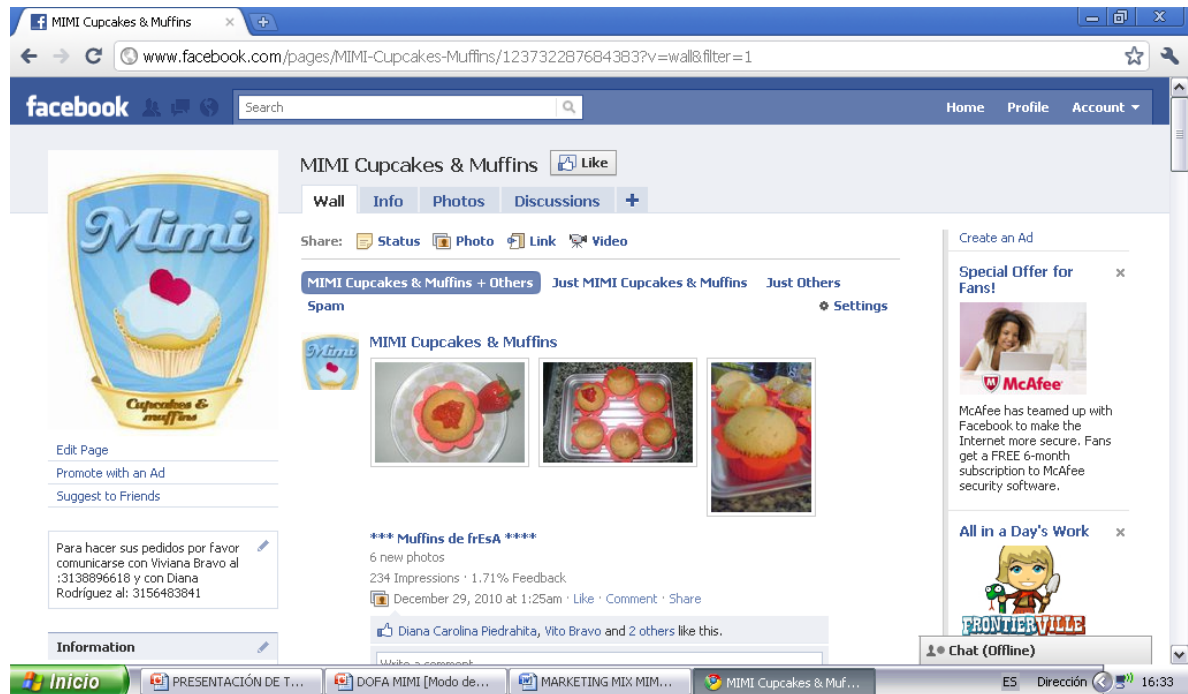 MIMI Cupcakes & Muffins
www.facebook.com/pages/MIMI-Cupcakes-Muffins/123732287684383?v=wall&filter=1
facebook
Search
Home Profile Account
Mimi
Cupcakes &
muffins
MIMI Cupcakes & Muffins Like
Wall Info Photos Discussions +
Share: Status Photo Link Video
MIMI Cupcakes & Muffins + Others Just MIMI Cupcakes & Muffins Just Others
Spam Settings
Mimi
MIMI Cupcakes & Muffins
*** Muffins de frEsA ****
6 new photos
234 Impressions · 1.71% Feedback
December 29, 2010 at 1:25am · Like · Comment · Share
Diana Carolina Piedrahita, Vito Bravo and 2 others like this.
Write a comment...
Edit Page
Promote with an Ad
Suggest to Friends
Para hacer sus pedidos por favor
comunicarse con Viviana Bravo al
:3138896618 y con Diana
Rodríguez al: 3156483841
Information
Create an Ad
Special Offer for
Fans!
McAfee
McAfee has teamed up with
Facebook to make the
Internet more secure. Fans
get a FREE 6-month
subscription to McAfee
security software.
All in a Day's Work
FRONTIERVILLE
Chat (Offline)
Inicio
PRESENTACIÓN DE T...
DOFA MIMI [Modo de...
MARKETING MIX MIM...
MIMI Cupcakes & Muf...
ES Dirección 16:33